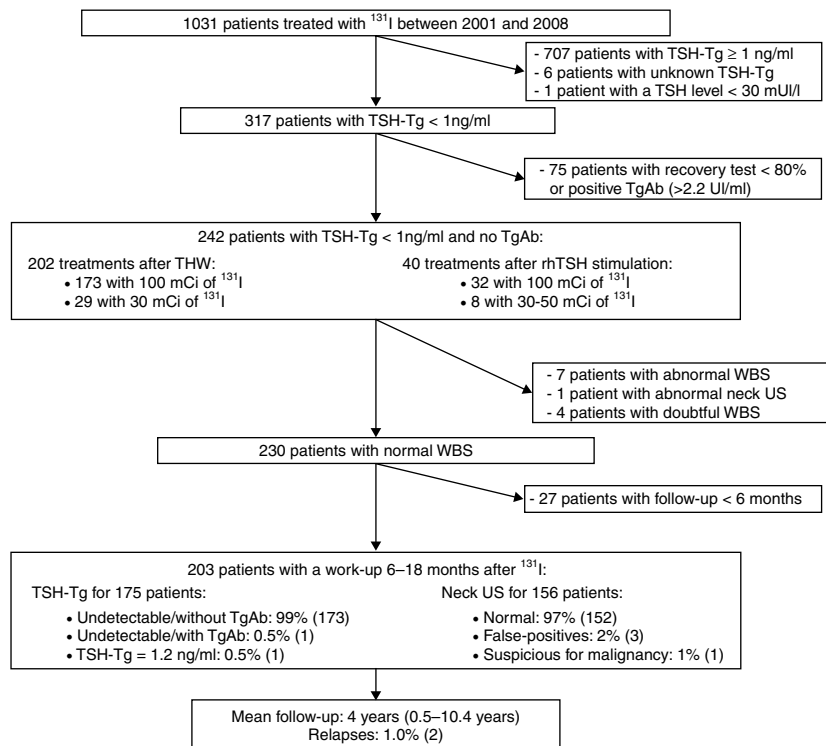 1031 patients treated with ¹³¹I between 2001 and 2008
- 707 patients with TSH-Tg ≥ 1 ng/ml
- 6 patients with unknown TSH-Tg
- 1 patient with a TSH level < 30 mUI/l
317 patients with TSH-Tg < 1ng/ml
- 75 patients with recovery test < 80%
or positive TgAb (>2.2 UI/ml)
242 patients with TSH-Tg < 1ng/ml and no TgAb:
202 treatments after THW:
• 173 with 100 mCi of ¹³¹I
• 29 with 30 mCi of ¹³¹I
40 treatments after rhTSH stimulation:
• 32 with 100 mCi of ¹³¹I
• 8 with 30-50 mCi of ¹³¹I
- 7 patients with abnormal WBS
- 1 patient with abnormal neck US
- 4 patients with doubtful WBS
230 patients with normal WBS
- 27 patients with follow-up < 6 months
203 patients with a work-up 6–18 months after ¹³¹I:
TSH-Tg for 175 patients:
• Undetectable/without TgAb: 99% (173)
• Undetectable/with TgAb: 0.5% (1)
• TSH-Tg = 1.2 ng/ml: 0.5% (1)
Neck US for 156 patients:
• Normal: 97% (152)
• False-positives: 2% (3)
• Suspicious for malignancy: 1% (1)
Mean follow-up: 4 years (0.5–10.4 years)
Relapses: 1.0% (2)